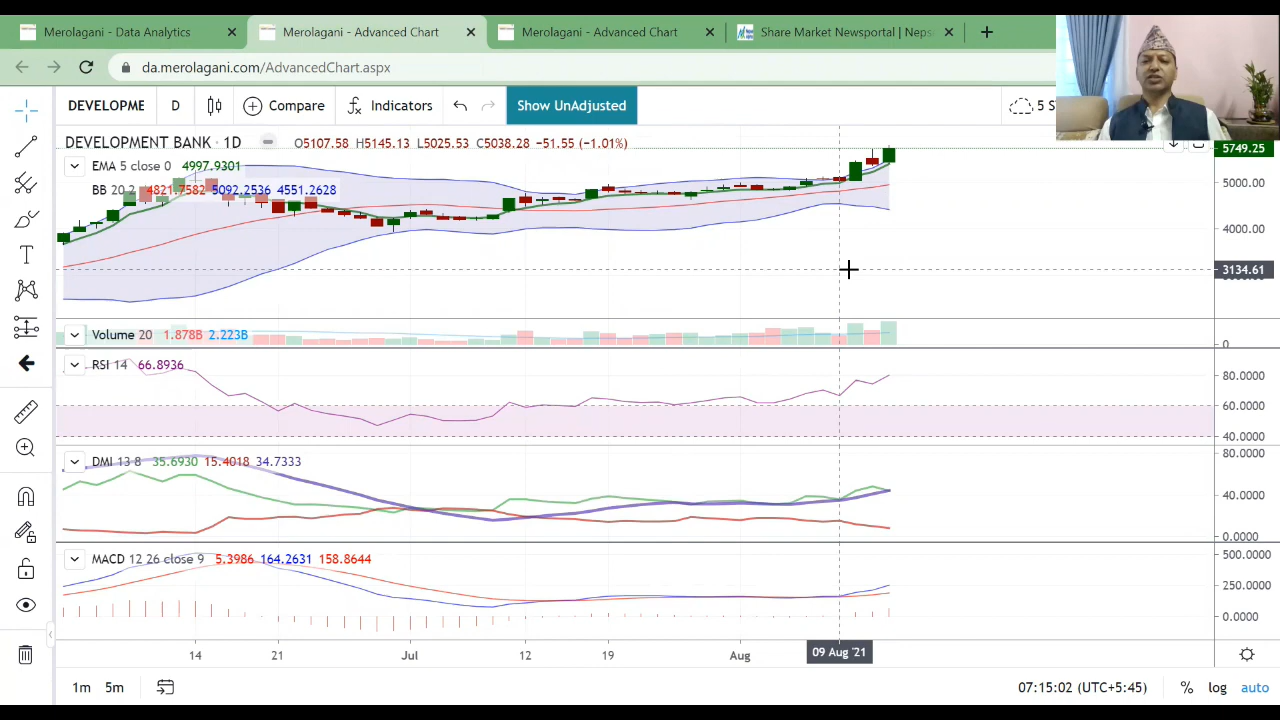 Merolagani - Data Analytics
Merolagani - Advanced Chart
Merolagani - Advanced Chart
Share Market Newsportal | Neps
da.merolagani.com/AdvancedChart.aspx
DEVELOPME D Compare Indicators Show UnAdjusted 5 S
DEVELOPMENT BANK · 1D O5107.58 H5145.13 L5025.53 C5038.28 −51.55 (−1.01%)
EMA 5 close 0 4997.9301
BB 20 2 4821.7582 5092.2536 4551.2628
5749.25
5000.00
4000.00
3134.61
Volume 20 1.878B 2.223B
0
RSI 14 66.8936
80.0000
60.0000
40.0000
DMI 13 8 35.6930 15.4018 34.7333
80.0000
40.0000
0.0000
MACD 12 26 close 9 5.3986 164.2631 158.8644
500.0000
250.0000
0.0000
14 21 Jul 12 19 Aug 09 Aug '21
1m 5m 07:15:02 (UTC+5:45) % log auto